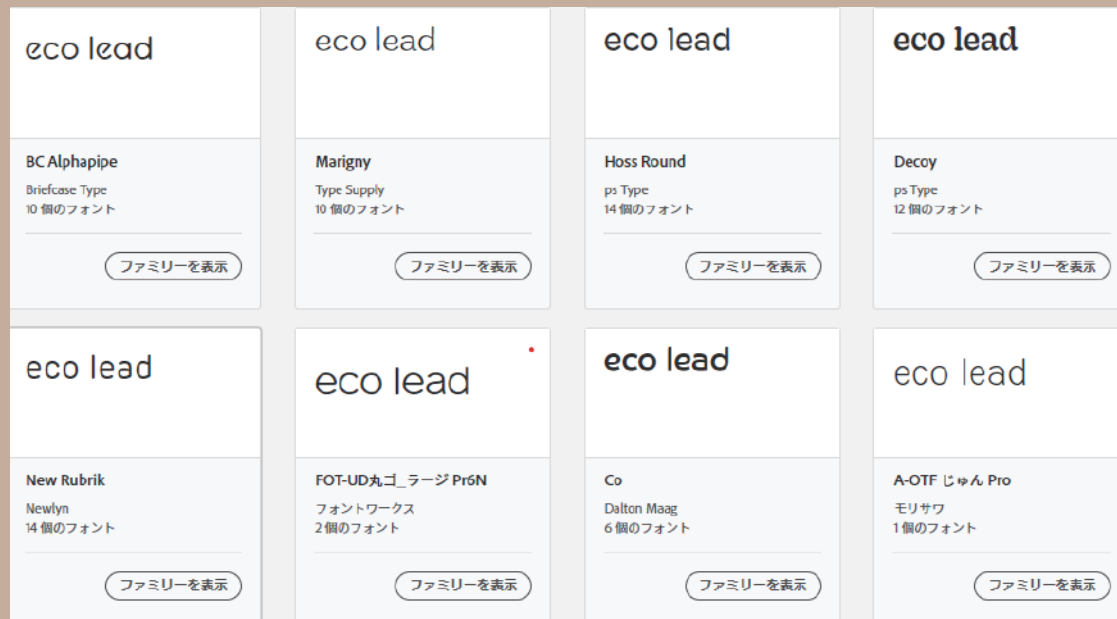 eco lead
BC Alphapipe
Briefcase Type
10 個のフォント
ファミリーを表示
eco lead
Marigny
Type Supply
10 個のフォント
ファミリーを表示
eco lead
Hoss Round
ps Type
14 個のフォント
ファミリーを表示
eco lead
Decoy
ps Type
12 個のフォント
ファミリーを表示
eco lead
New Rubrik
Newlyn
14 個のフォント
ファミリーを表示
eco lead
FOT-UD丸ゴ_ラージ Pr6N
フォントワークス
2 個のフォント
ファミリーを表示
eco lead
Co
Dalton Maag
6 個のフォント
ファミリーを表示
eco lead
A-OTF じゅん Pro
モリサワ
1 個のフォント
ファミリーを表示